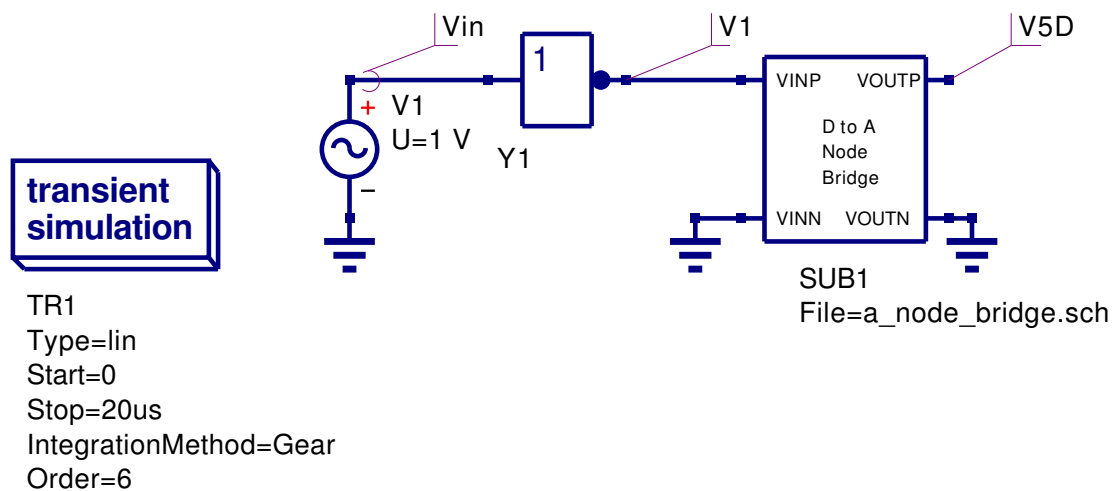 Vin
V1
V5D
1
+
V1
U=1 V
–
Y1
VINP VOUTP
D to A
Node
Bridge
VINN VOUTN
SUB1
File=a_node_bridge.sch
transient
simulation
TR1
Type=lin
Start=0
Stop=20us
IntegrationMethod=Gear
Order=6